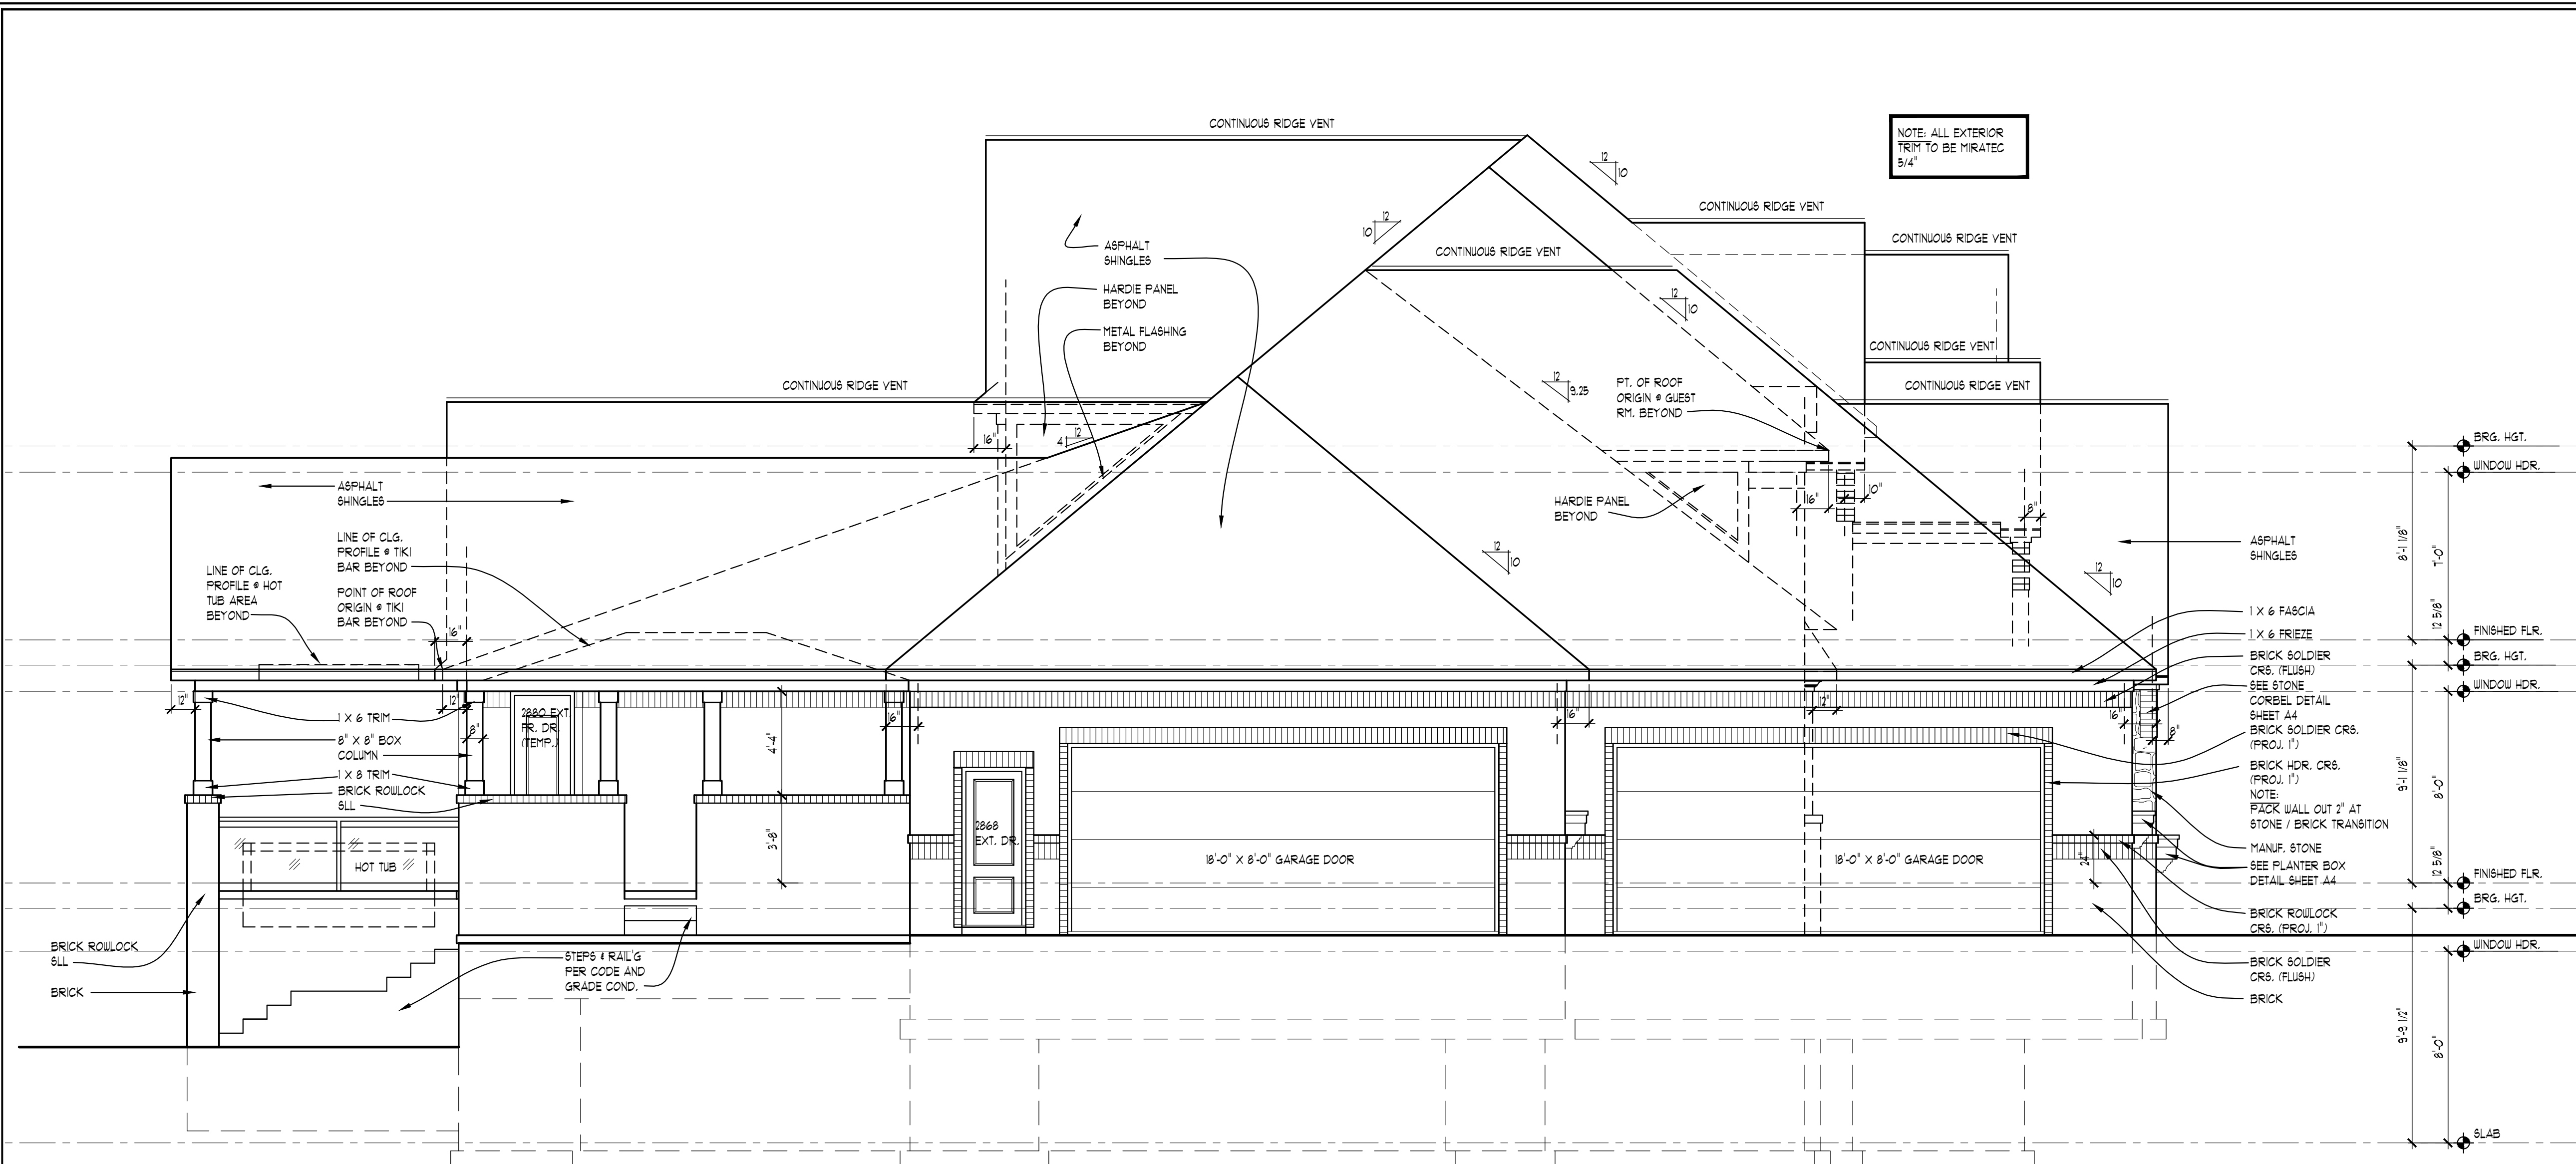 CONTINUOUS RIDGE VENT
NOTE: ALL EXTERIOR
TRIM TO BE MIRATEC
5/4"
12
10
12
10
CONTINUOUS RIDGE VENT
CONTINUOUS RIDGE VENT
CONTINUOUS RIDGE VENT
ASPHALT
SHINGLES
HARDIE PANEL
BEYOND
METAL FLASHING
BEYOND
12
10
CONTINUOUS RIDGE VENT
CONTINUOUS RIDGE VENT
CONTINUOUS RIDGE VENT
12
9.25
PT. OF ROOF
ORIGIN @ GUEST
RM. BEYOND
16"
12
4
BRG. HGT.
WINDOW HDR.
ASPHALT
SHINGLES
HARDIE PANEL
BEYOND
16"
10"
8"
LINE OF CLG.
PROFILE @ TIKI
BAR BEYOND
LINE OF CLG.
PROFILE @ HOT
TUB AREA
BEYOND
POINT OF ROOF
ORIGIN @ TIKI
BAR BEYOND
16"
12
10
12
10
8'-1 1/8"
7'-0"
12 5/8"
ASPHALT
SHINGLES
1 X 6 FASCIA
1 X 6 FRIEZE
BRICK SOLDIER
CRS. (FLUSH)
SEE STONE
CORBEL DETAIL
SHEET A4
BRICK SOLDIER CRS.
(PROJ. 1")
BRICK HDR. CRS.
(PROJ. 1")
NOTE:
PACK WALL OUT 2" AT
STONE / BRICK TRANSITION
MANUF. STONE
SEE PLANTER BOX
DETAIL SHEET A4
BRICK ROWLOCK
CRS. (PROJ. 1")
BRICK SOLDIER
CRS. (FLUSH)
BRICK
FINISHED FLR.
BRG. HGT.
WINDOW HDR.
12"
12"
16"
16"
12"
16"
8"
1 X 6 TRIM
8" X 8" BOX
COLUMN
1 X 8 TRIM
BRICK ROWLOCK
SLL
8"
2880 EXT.
FR. DR.
(TEMP.)
4'-4"
3'-8"
2868
EXT. DR.
18'-0" X 8'-0" GARAGE DOOR
18'-0" X 8'-0" GARAGE DOOR
24"
HOT TUB
9'-1 1/8"
8'-0"
12 5/8"
FINISHED FLR.
BRG. HGT.
WINDOW HDR.
BRICK ROWLOCK
SLL
BRICK
STEPS & RAIL'G
PER CODE AND
GRADE COND.
9'-9 1/2"
8'-0"
SLAB